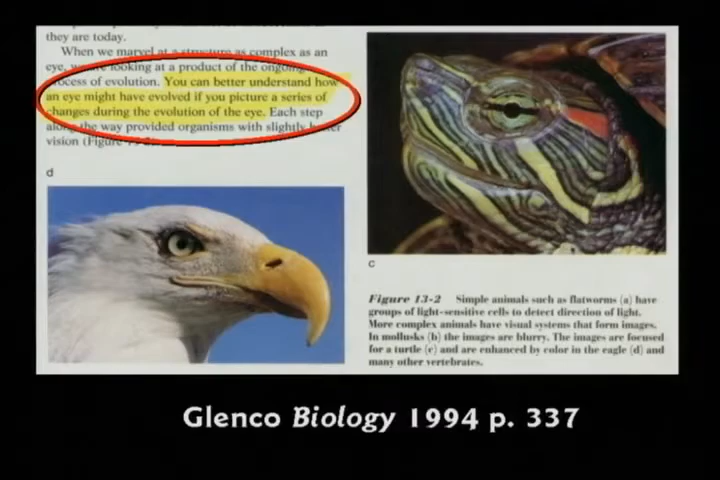 they are today.
When we marvel at a structure as complex as an
eye, we are looking at a product of the ongoing
process of evolution. You can better understand how
an eye might have evolved if you picture a series of
changes during the evolution of the eye. Each step
along the way provided organisms with slightly better
vision (Figure
d
c
Figure 13-2 Simple animals such as flatworms (a) have
groups of light-sensitive cells to detect direction of light.
More complex animals have visual systems that form images.
In mollusks (b) the images are blurry. The images are focused
for a turtle (c) and are enhanced by color in the eagle (d) and
many other vertebrates.
Glenco Biology 1994 p. 337